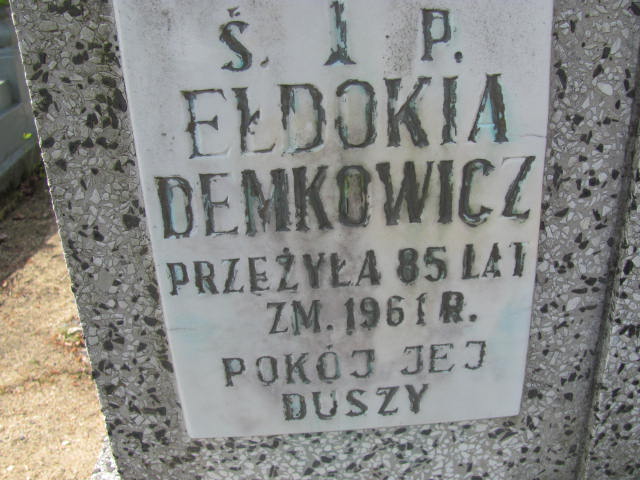 Ś. † P.
EŁDOKIA
DEMKOWICZ
PRZEŻYŁA 85 LAT
ZM. 1961 R.
POKÓJ JEJ
DUSZY